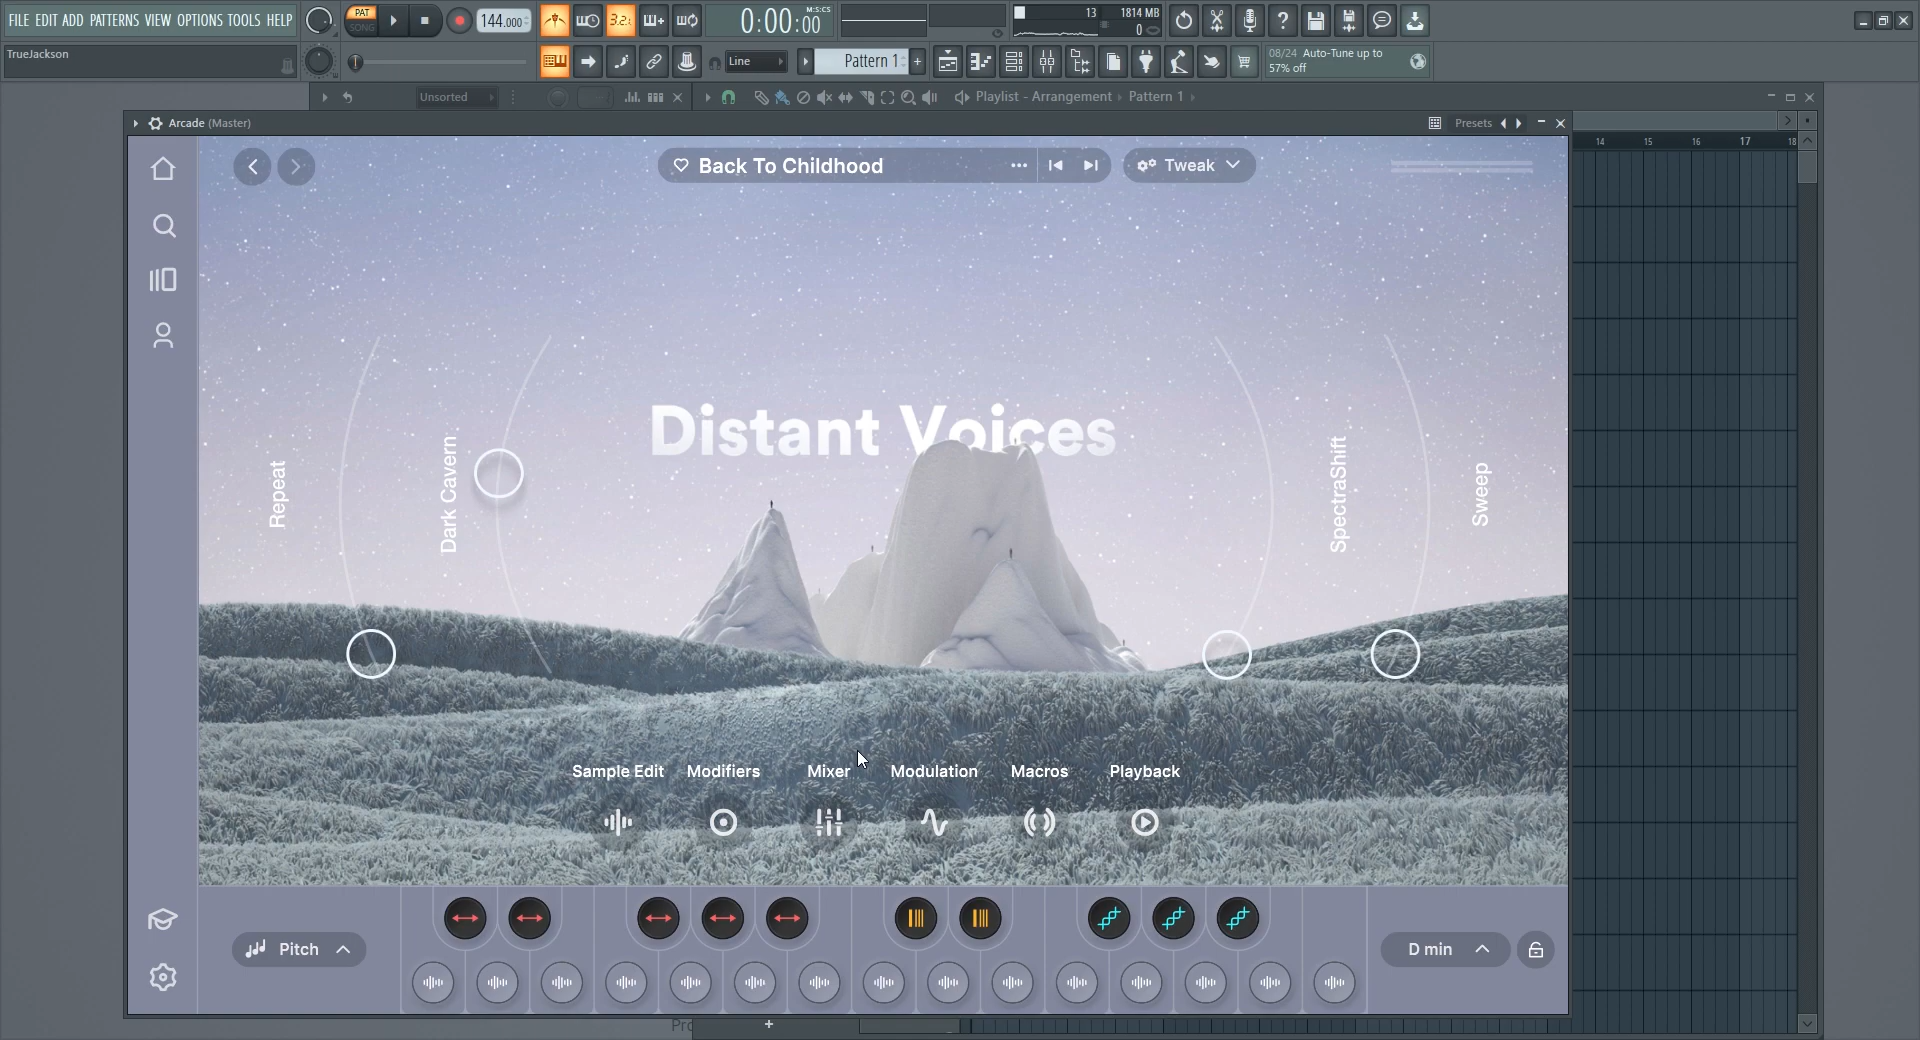 FILE EDIT ADD PATTERNS VIEW OPTIONS TOOLS HELP
PAT
SONG
144.000
3.2.
0:00:00
M:S:CS
13
1814 MB
0
TrueJackson
Line
Pattern 1
08/24 Auto-Tune up to
57% off
Unsorted
Playlist - Arrangement › Pattern 1 ›
Arcade (Master)
Presets
14 15 16 17 18
Back To Childhood
Tweak
Distant Voices
Repeat
Dark Cavern
SpectraShift
Sweep
Sample Edit
Modifiers
Mixer
Modulation
Macros
Playback
Pitch
D min